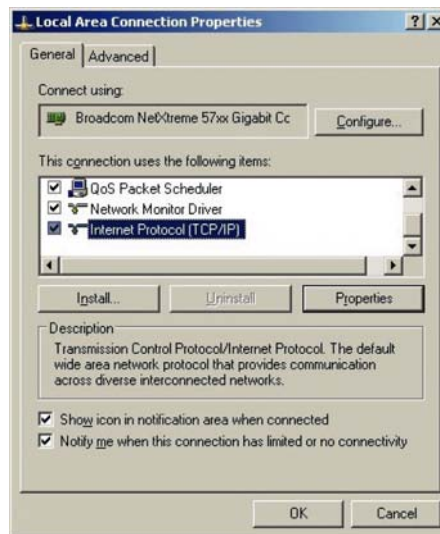 Local Area Connection Properties
General
Advanced
Connect using:
Broadcom NetXtreme 57xx Gigabit Cc
Configure...
This connection uses the following items:
QoS Packet Scheduler
Network Monitor Driver
Internet Protocol (TCP/IP)
Install...
Uninstall
Properties
Description
Transmission Control Protocol/Internet Protocol. The default
wide area network protocol that provides communication
across diverse interconnected networks.
Show icon in notification area when connected
Notify me when this connection has limited or no connectivity
OK
Cancel